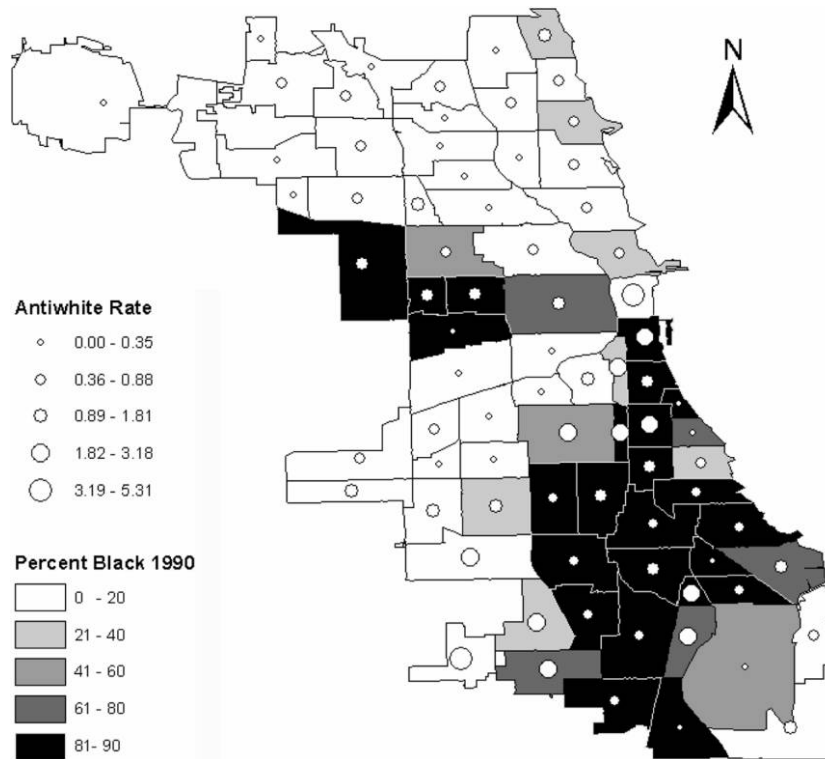 N
Antiwhite Rate
0.00 - 0.35
0.36 - 0.88
0.89 - 1.81
1.82 - 3.18
3.19 - 5.31
Percent Black 1990
0 - 20
21 - 40
41 - 60
61 - 80
81- 90